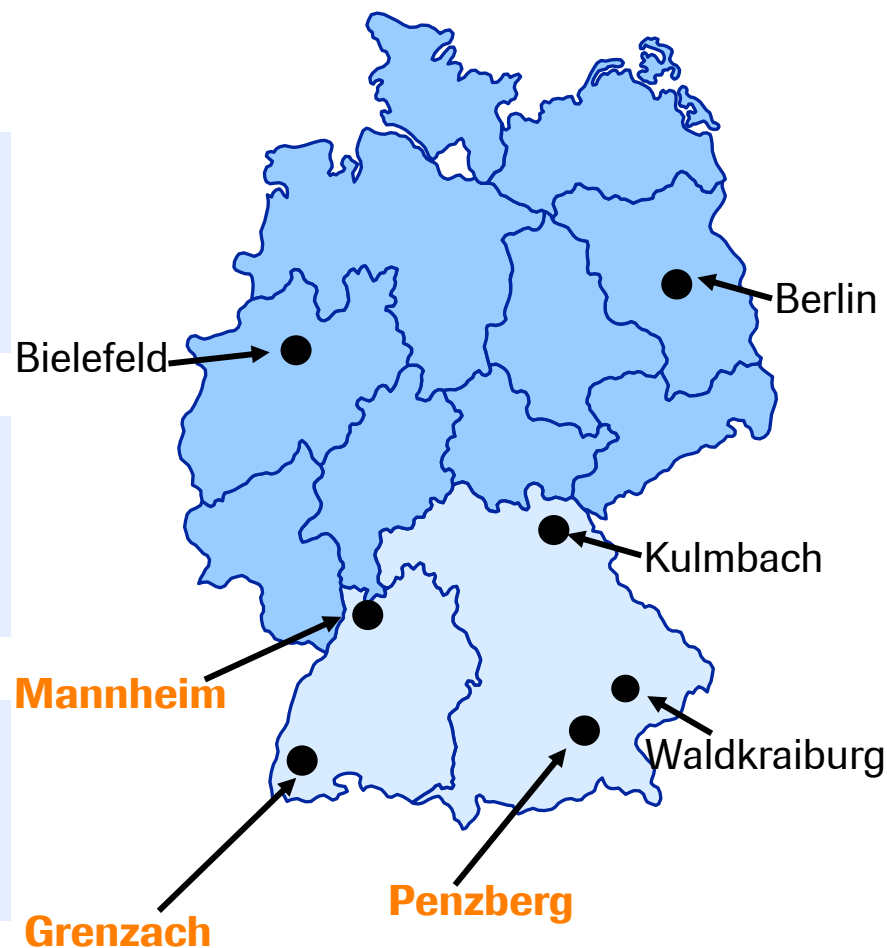 Berlin
Bielefeld
Kulmbach
Mannheim
Waldkraiburg
Penzberg
Grenzach